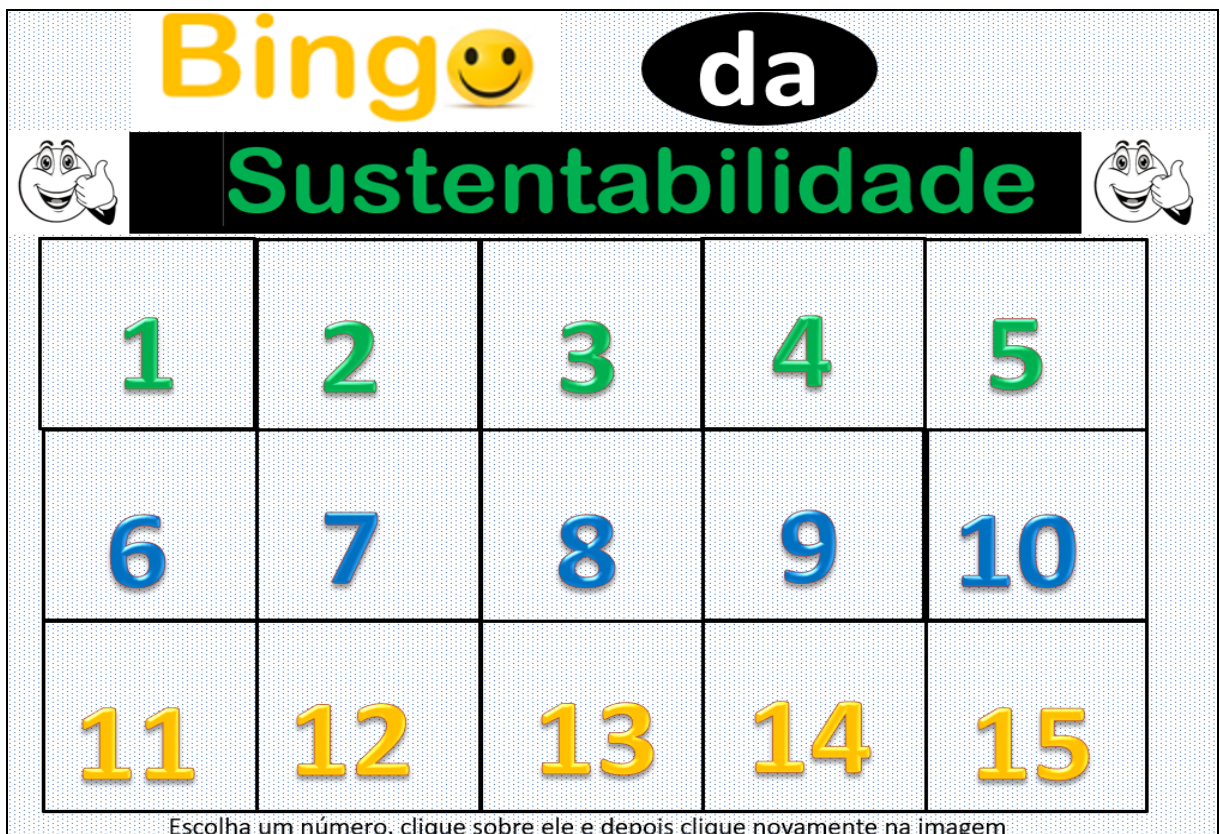 Bingo da
Sustentabilidade
1 2 3 4 5
6 7 8 9 10
11 12 13 14 15
Escolha um número, clique sobre ele e depois clique novamente na imagem